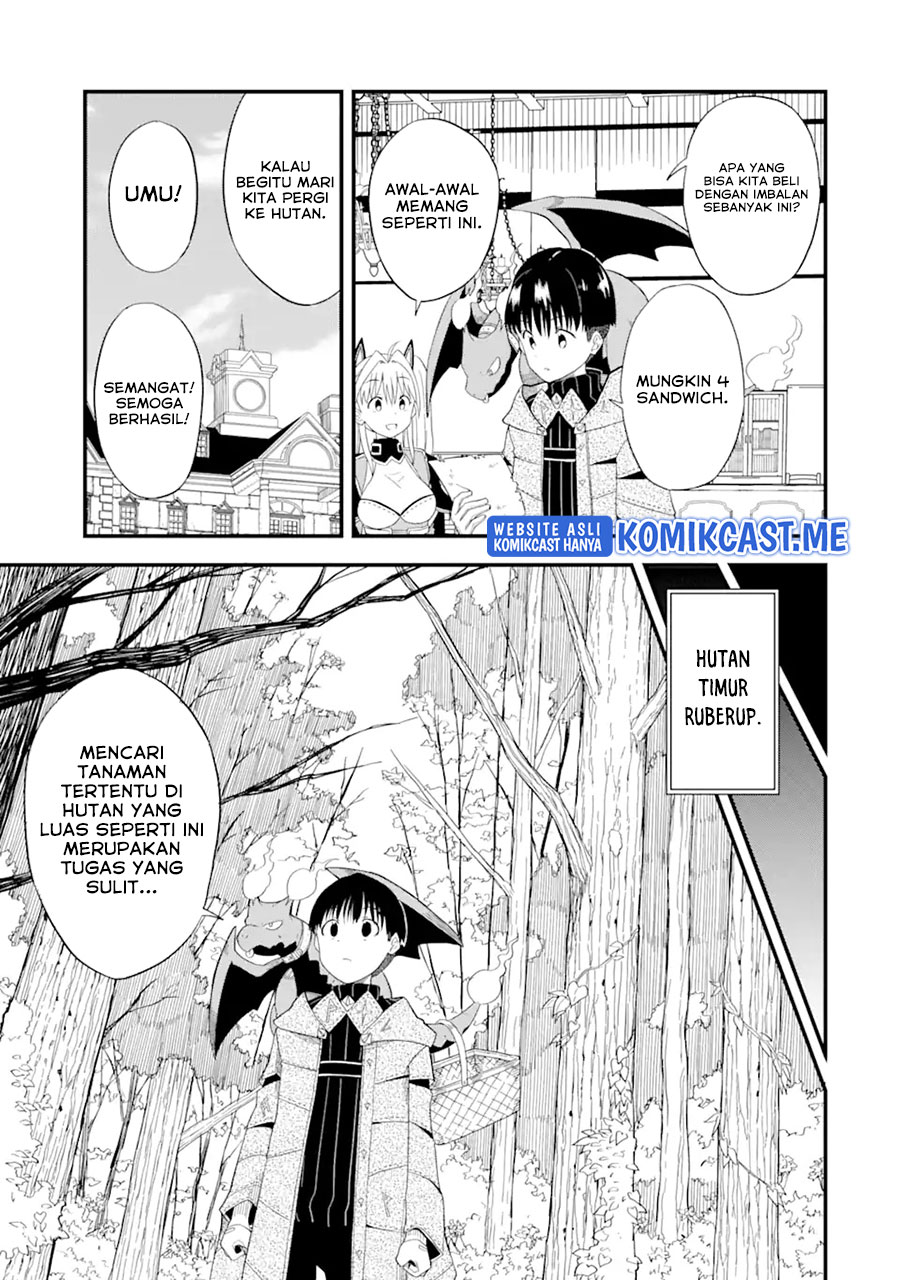 APA YANG
BISA KITA BELI
DENGAN IMBALAN
SEBANYAK INI?
AWAL-AWAL
MEMANG
SEPERTI INI.
MUNGKIN 4
SANDWICH.
KALAU
BEGITU MARI
KITA PERGI
KE HUTAN.
UMU!
SEMANGAT!
SEMOGA
BERHASIL!
WEBSITE ASLI
KOMIKCAST HANYA
KOMIKCAST.ME
HUTAN
TIMUR
RUBERUP.
MENCARI
TANAMAN
TERTENTU DI
HUTAN YANG
LUAS SEPERTI INI
MERUPAKAN
TUGAS YANG
SULIT...